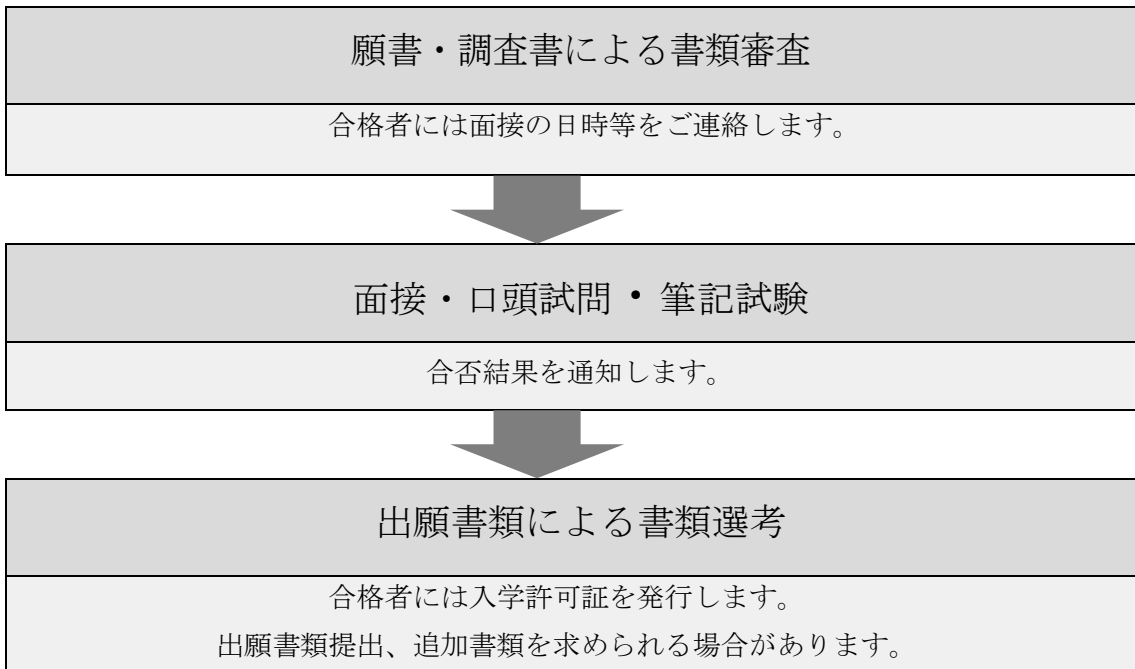 願書・調査書による書類審査
合格者には面接の日時等をご連絡します。
面接・口頭試問・筆記試験
合否結果を通知します。
出願書類による書類選考
合格者には入学許可証を発行します。
出願書類提出、追加書類を求められる場合があります。